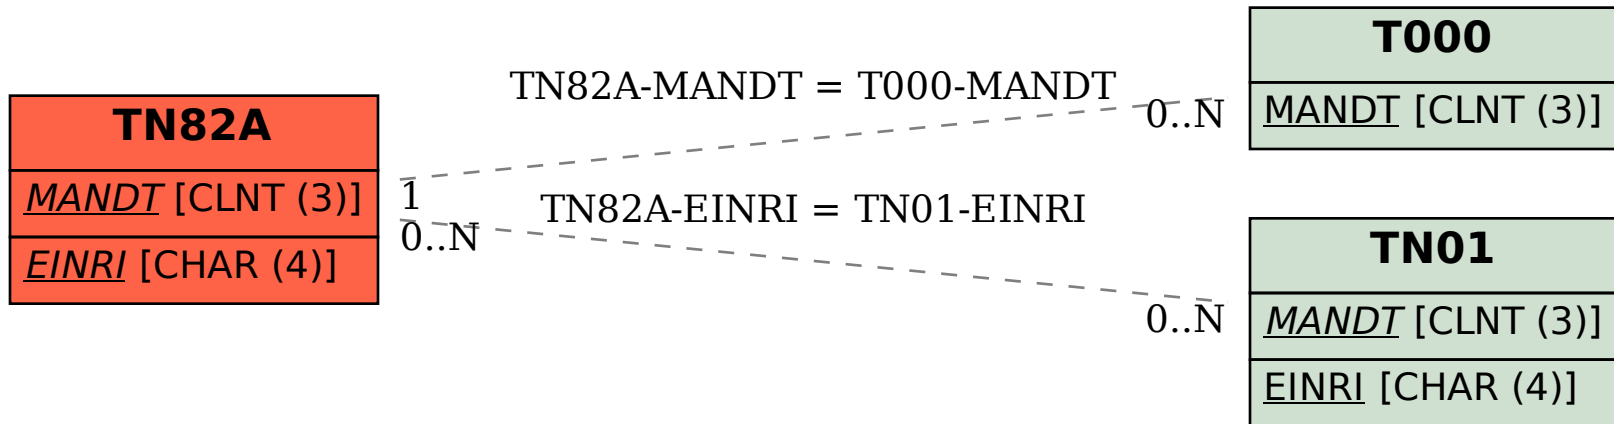 TN82A
MANDT [CLNT (3)]
EINRI [CHAR (4)]
TN82A-MANDT = T000-MANDT
1
0..N
TN82A-EINRI = TN01-EINRI
0..N
0..N
T000
MANDT [CLNT (3)]
TN01
MANDT [CLNT (3)]
EINRI [CHAR (4)]